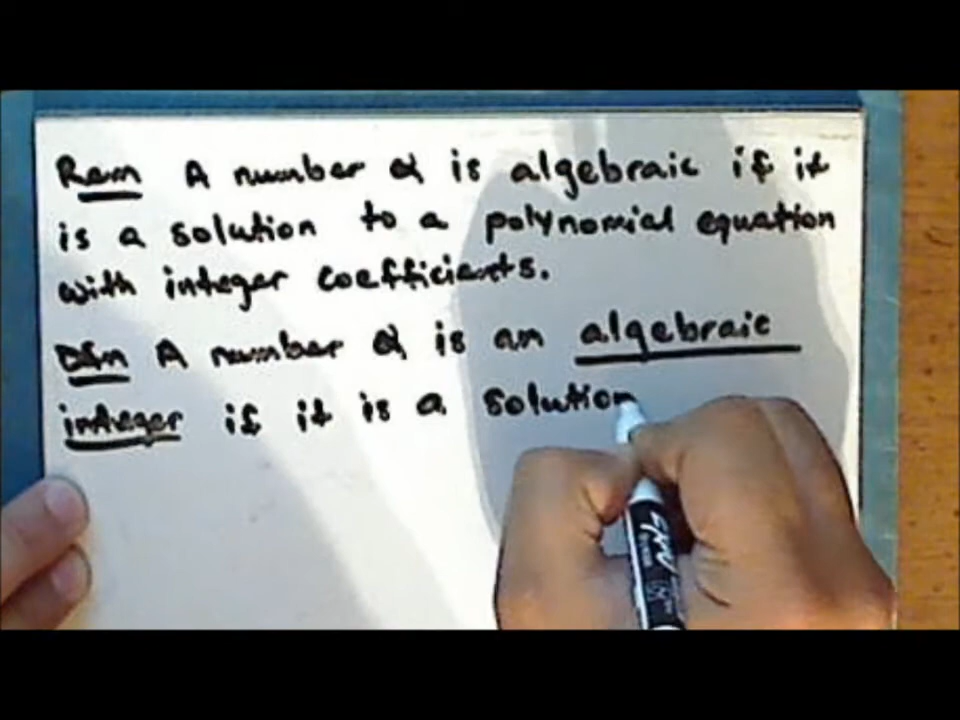 Rem A number α is algebraic if it
is a solution to a polynomial equation
with integer coefficients.
Dfn A number α is an algebraic
integer if it is a solution
EXPO